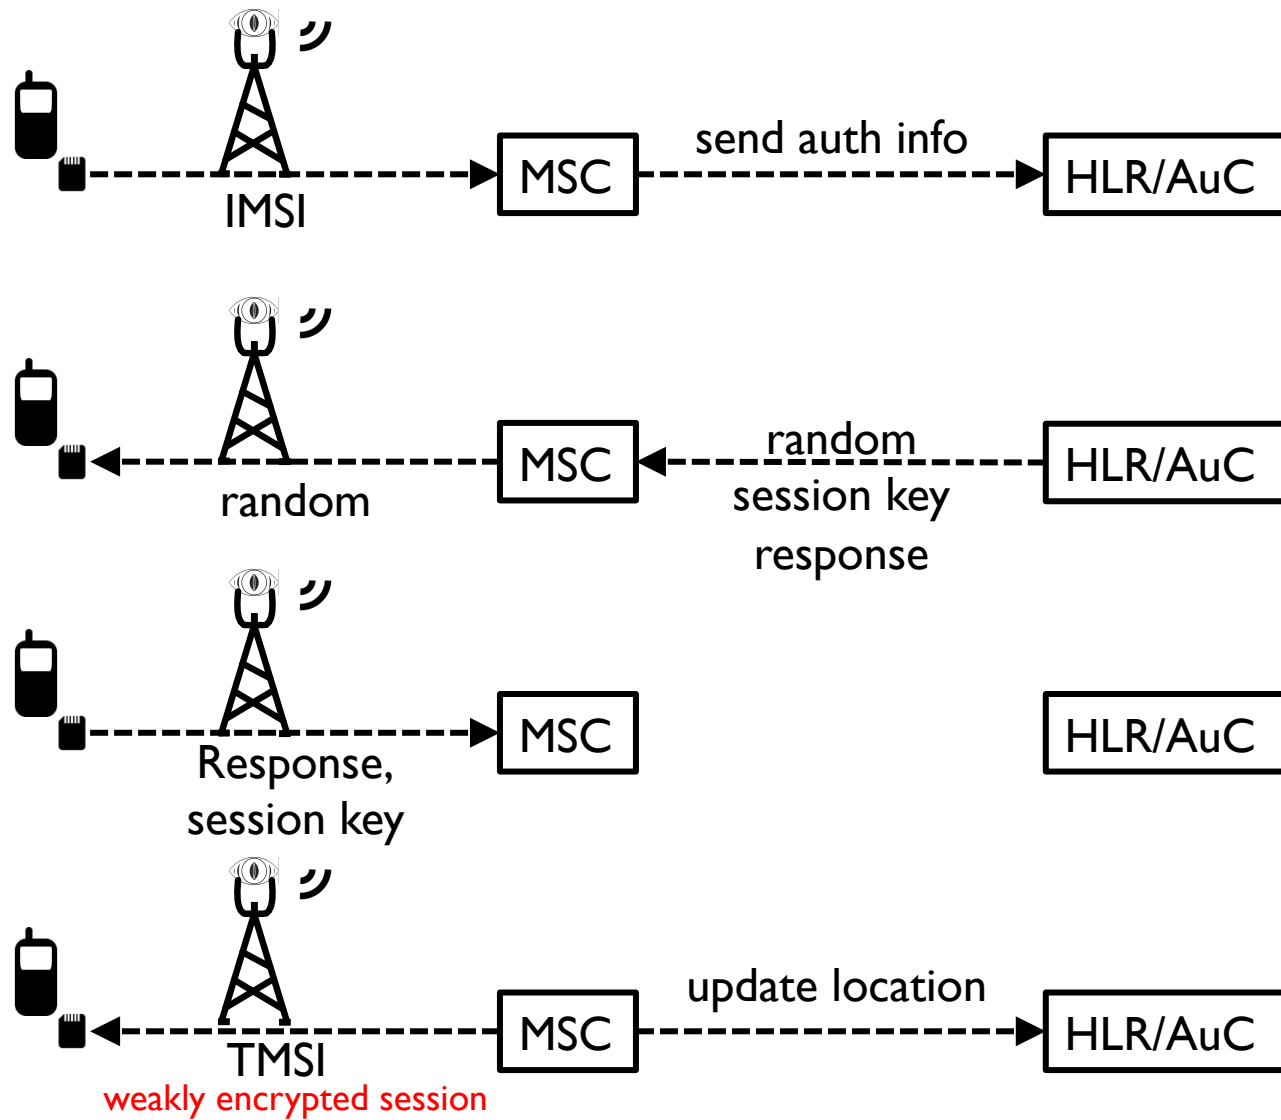 send auth info
MSC
HLR/AuC
IMSI
random
MSC
HLR/AuC
random
session key
response
MSC
HLR/AuC
Response,
session key
update location
MSC
HLR/AuC
TMSI
weakly encrypted session